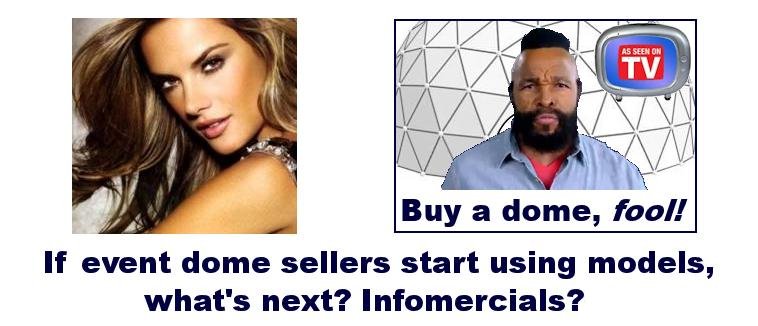 AS SEEN ON
TV
Buy a dome, fool!
If event dome sellers start using models,
what's next? Infomercials?